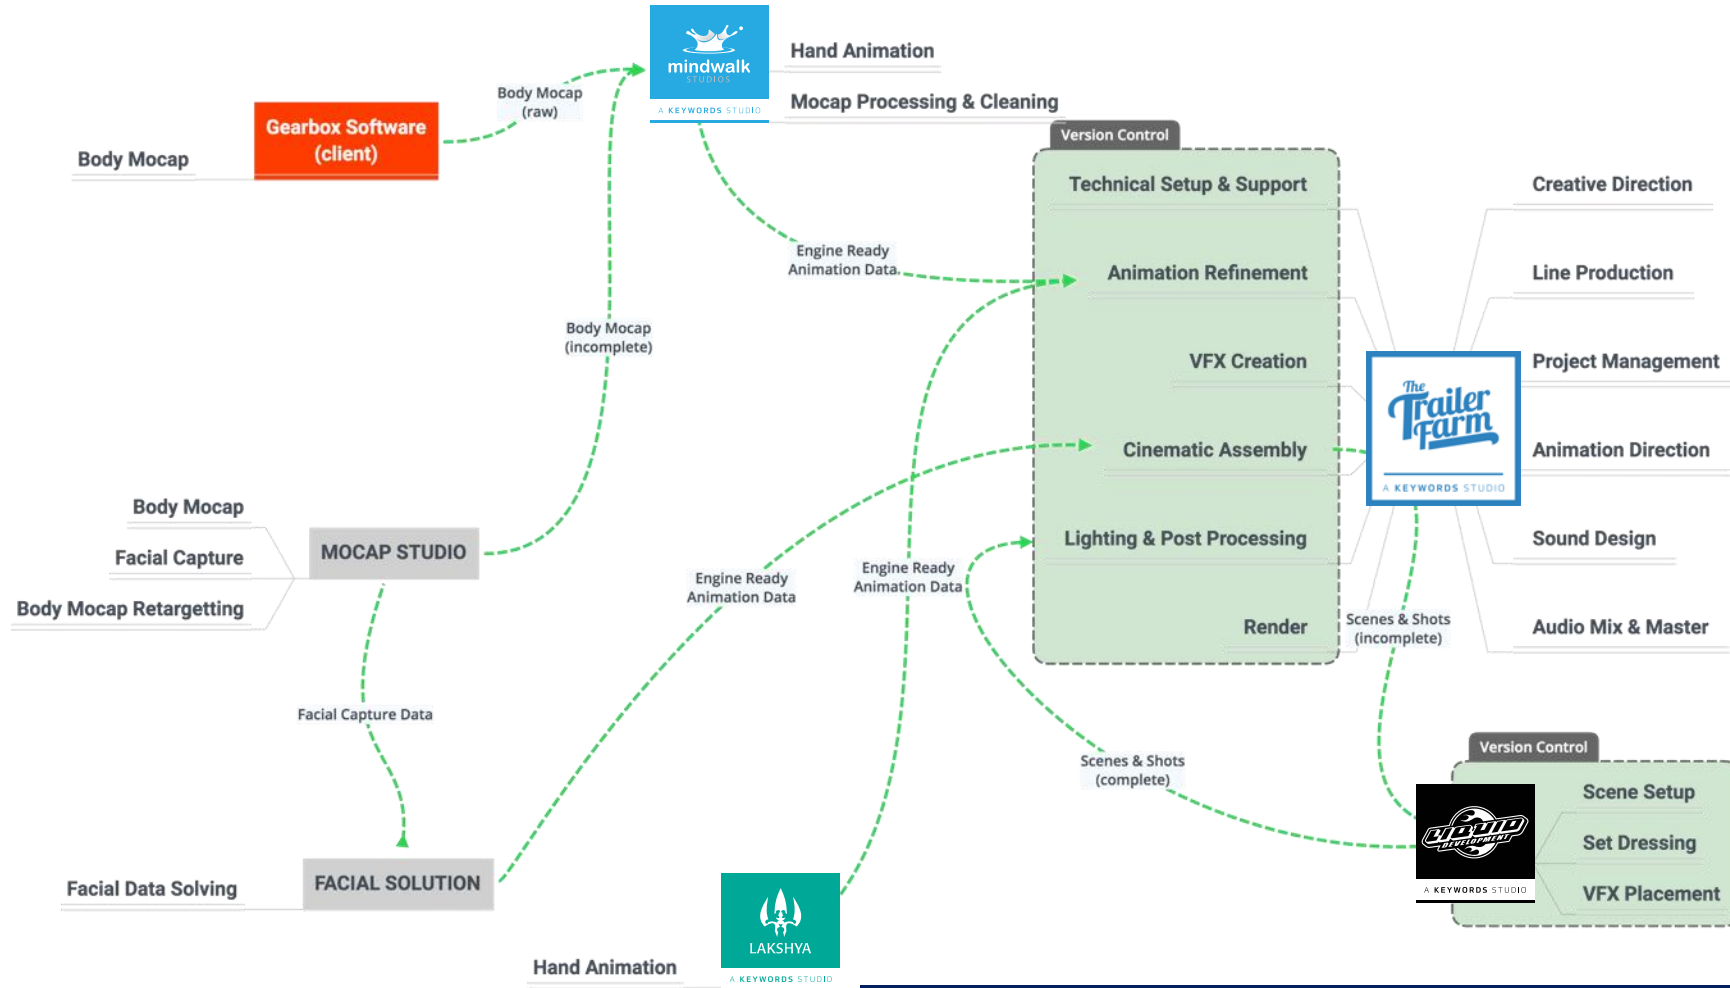 mindwalk
STUDIOS
A KEYWORDS STUDIO
Hand Animation
Mocap Processing & Cleaning
Body Mocap
(raw)
Gearbox Software
(client)
Body Mocap
Version Control
Technical Setup & Support
Animation Refinement
VFX Creation
Cinematic Assembly
Lighting & Post Processing
Render
Creative Direction
Line Production
Project Management
Animation Direction
Sound Design
Audio Mix & Master
The
Trailer
Farm
A KEYWORDS STUDIO
Engine Ready
Animation Data
Body Mocap
(incomplete)
Body Mocap
Facial Capture
Body Mocap Retargetting
MOCAP STUDIO
Engine Ready
Animation Data
Engine Ready
Animation Data
Scenes & Shots
(incomplete)
Facial Capture Data
Scenes & Shots
(complete)
Version Control
Scene Setup
Set Dressing
VFX Placement
LIQUID
DEVELOPMENT
A KEYWORDS STUDIO
Facial Data Solving
FACIAL SOLUTION
LAKSHYA
A KEYWORDS STUDIO
Hand Animation